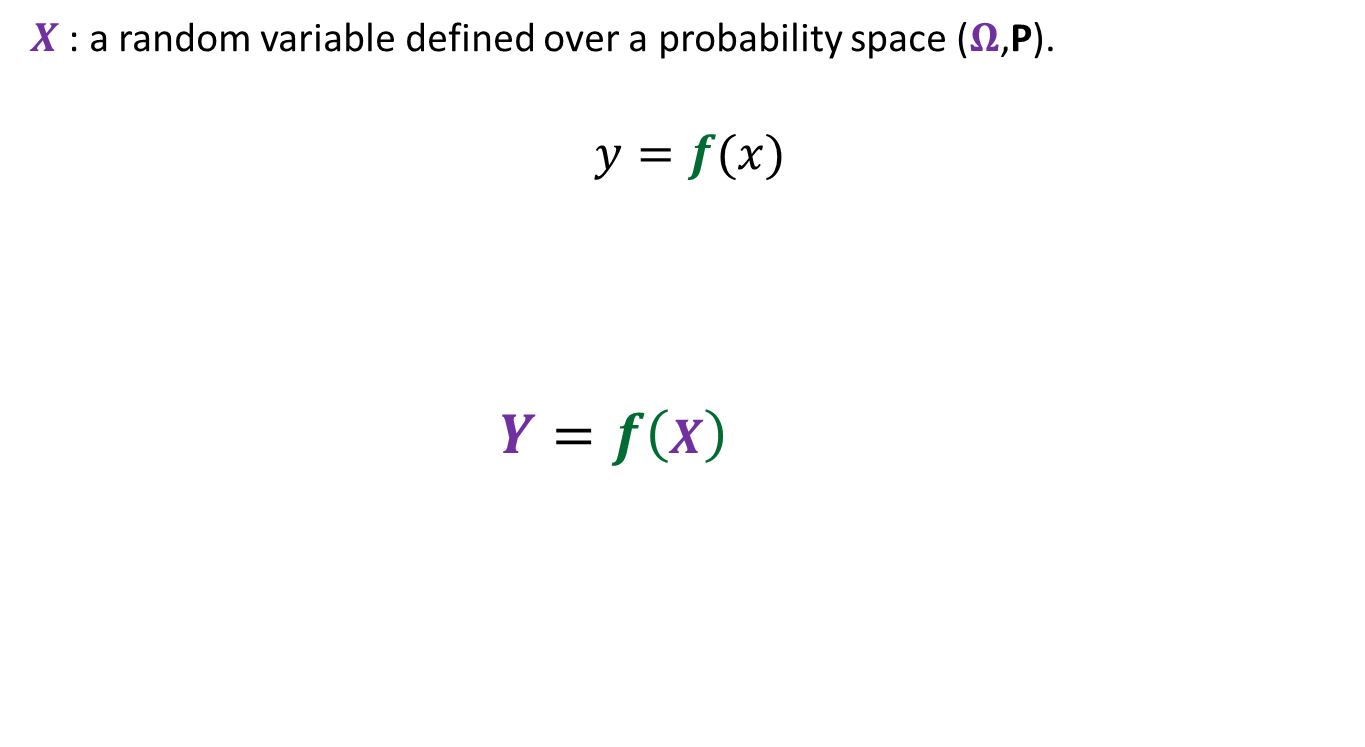 X : a random variable defined over a probability space (Ω,P).
y = f(x)
Y = f(X)